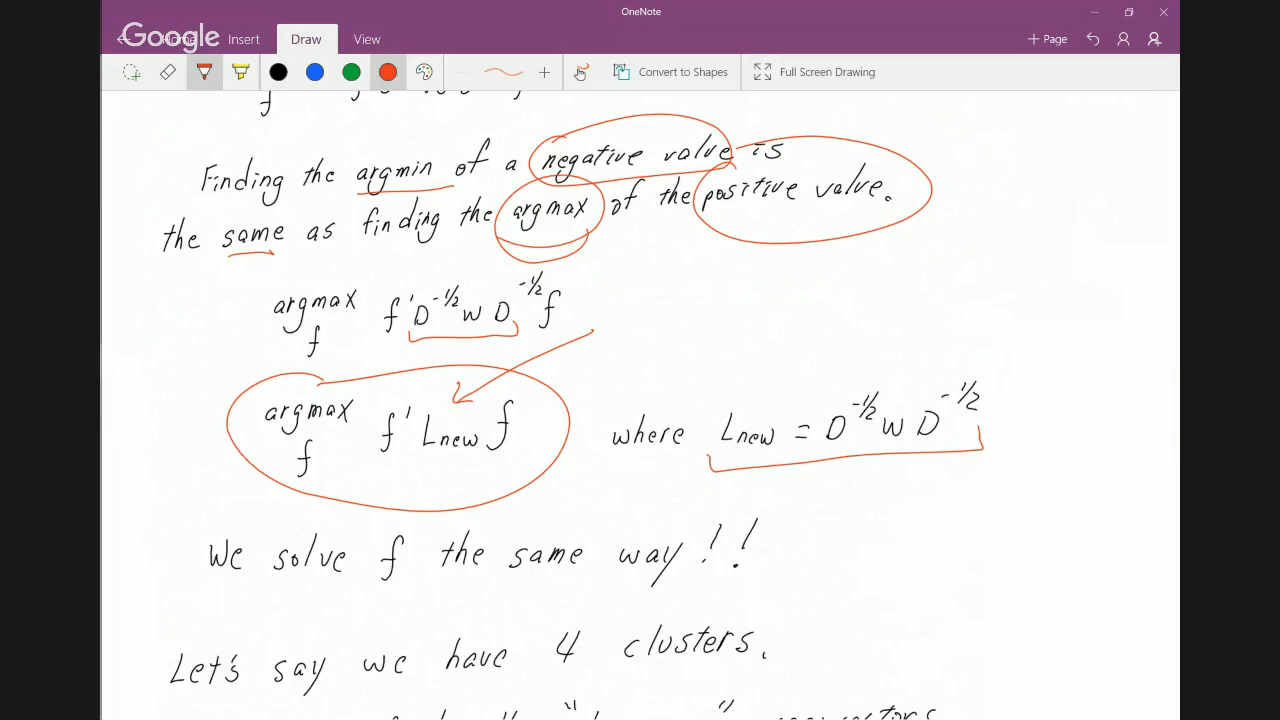 OneNote
Google
Home Insert Draw View
Page
Convert to Shapes
Full Screen Drawing
f
Finding the argmin of a negative value is
the same as finding the argmax of the positive value.
argmax f' D^-1/2 W D^-1/2 f
f
argmax f' Lnew f where Lnew = D^-1/2 W D^-1/2
f
We solve f the same way!!
Let's say we have 4 clusters.